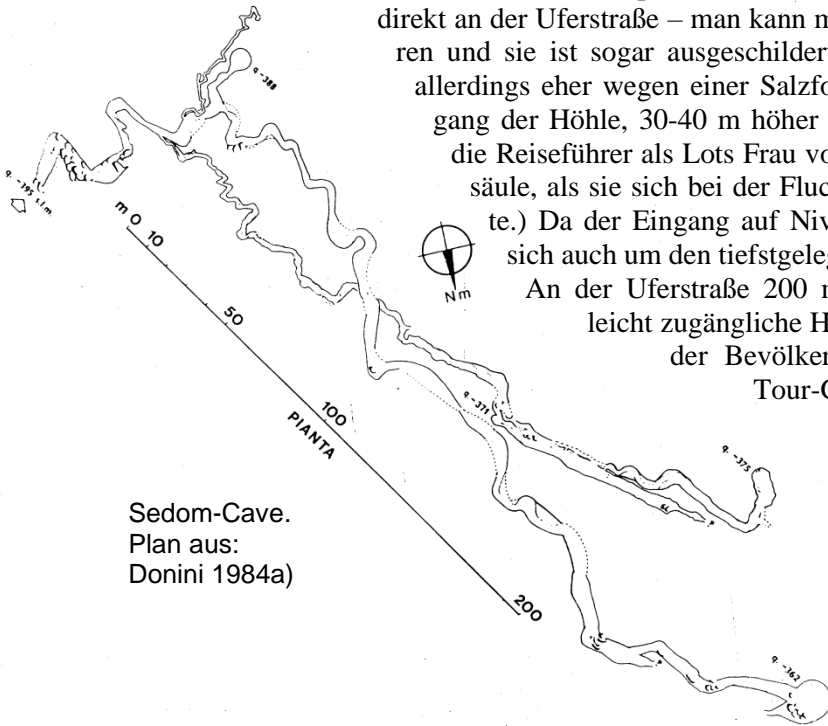 direkt an der Uferstraße – man kann m
ren und sie ist sogar ausgeschildert
allerdings eher wegen einer Salzfo
gang der Höhle, 30-40 m höher
die Reiseführer als Lots Frau vo
säule, als sie sich bei der Fluc
te.) Da der Eingang auf Niv
sich auch um den tiefstgeleg
An der Uferstraße 200 m
leicht zugängliche H
der Bevölker
Tour-C
q. -388
q. -395 s.l.m.
m 0 10
50
100
200
PIANTA
Nm
q. -371
q. -375
q. -362
Sedom-Cave.
Plan aus:
Donini 1984a)